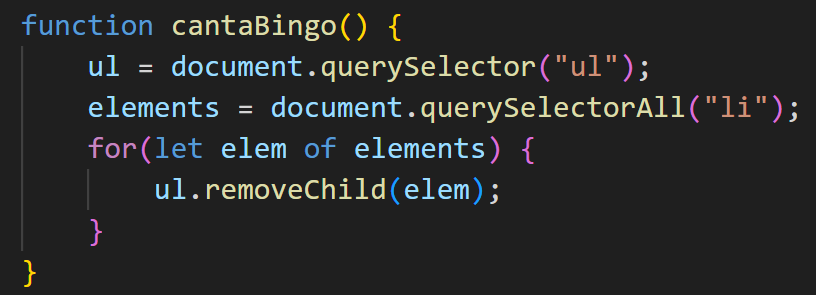 function cantaBingo() {
    ul = document.querySelector("ul");
    elements = document.querySelectorAll("li");
    for(let elem of elements) {
        ul.removeChild(elem);
    }
}